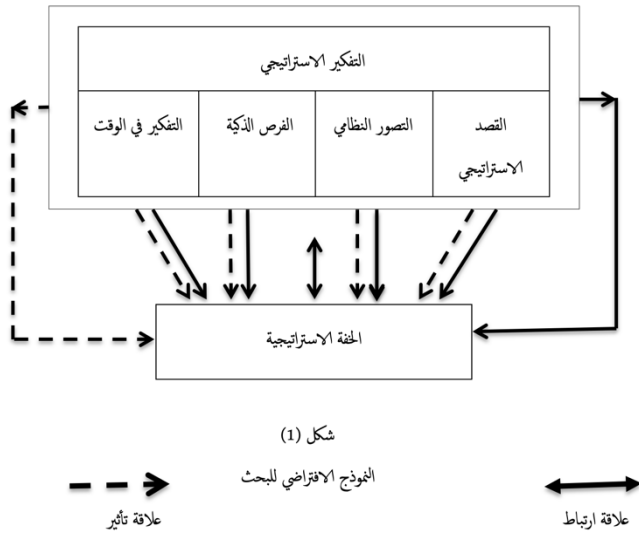 التفكير الاستراتيجي
القصد
الاستراتيجي
التصور النظامي
الفرص الذكية
التفكير في الوقت
الخفة الاستراتيجية
شكل (1)
النموذج الافتراضي للبحث
علاقة ارتباط
علاقة تأثير